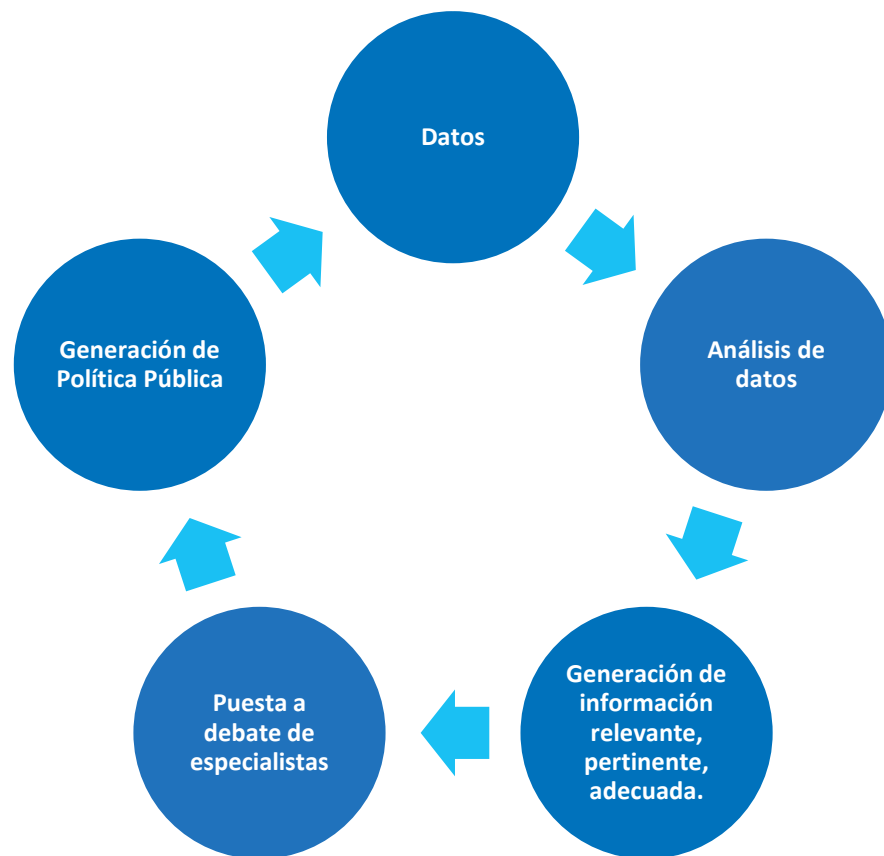 Datos
Análisis de
datos
Generación de
información
relevante,
pertinente,
adecuada.
Puesta a
debate de
especialistas
Generación de
Política Pública